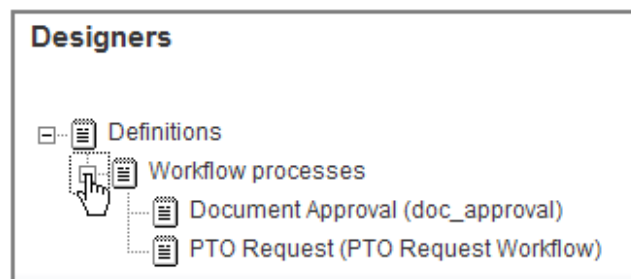 Designers
Definitions
Workflow processes
Document Approval (doc_approval)
PTO Request (PTO Request Workflow)